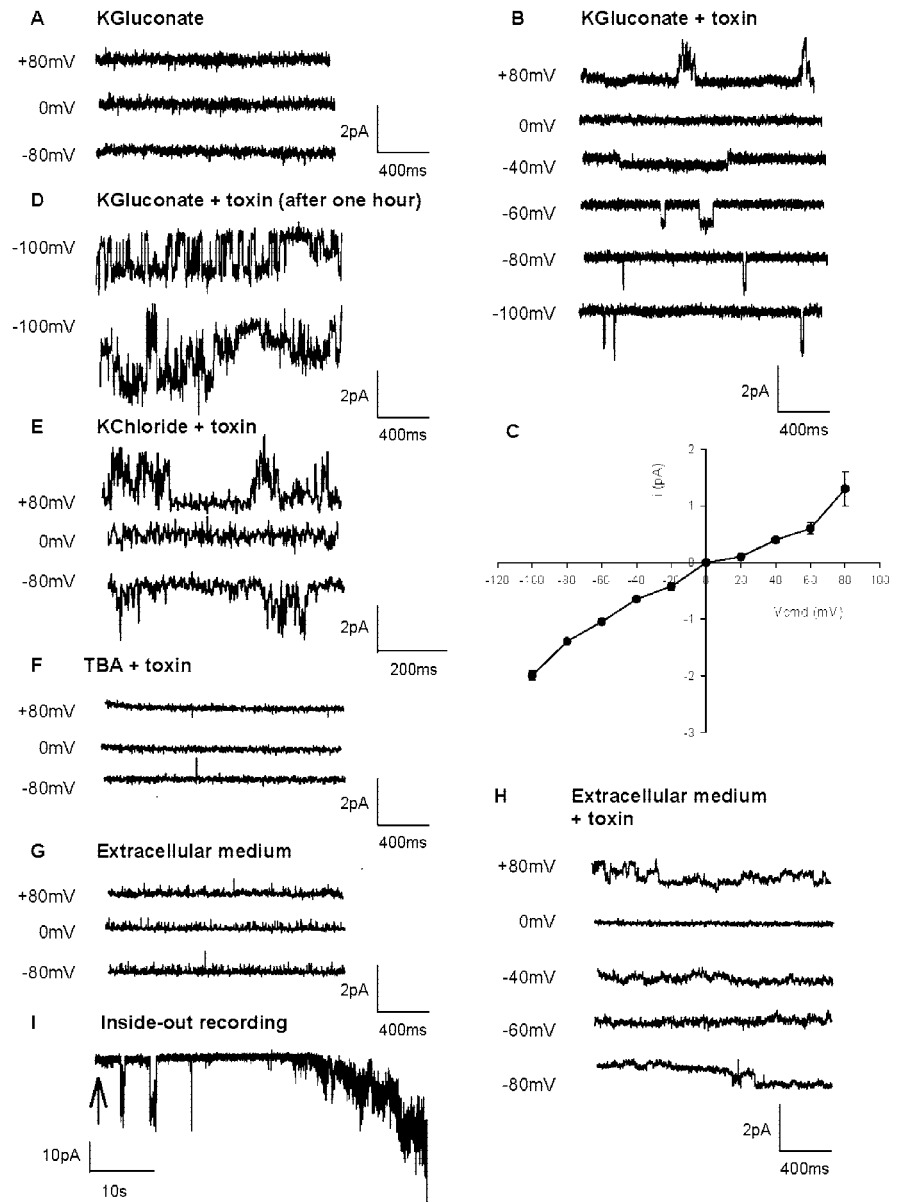 A KGluconate
+80mV
0mV
-80mV
2pA
400ms
B KGluconate + toxin
+80mV
0mV
-40mV
-60mV
-80mV
-100mV
2pA
400ms
C
i (pA)
2
1
0
-1
-2
-3
-120 -100 -80 -60 -40 -20 0 20 40 60 80 100
Vcmd (mV)
D KGluconate + toxin (after one hour)
-100mV
-100mV
2pA
400ms
E KChloride + toxin
+80mV
0mV
-80mV
2pA
200ms
F TBA + toxin
+80mV
0mV
-80mV
2pA
400ms
G Extracellular medium
+80mV
0mV
-80mV
2pA
400ms
H Extracellular medium
+ toxin
+80mV
0mV
-40mV
-60mV
-80mV
2pA
400ms
I Inside-out recording
10pA
10s